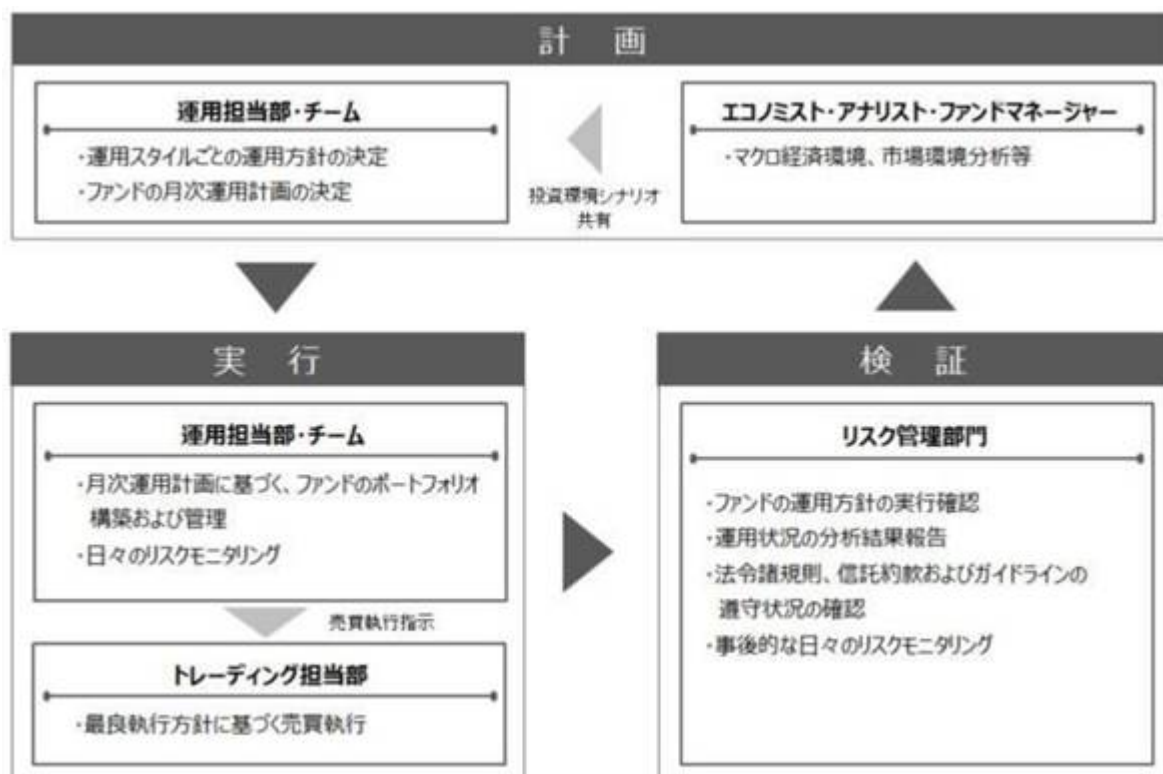 計 画
運用担当部・チーム
・運用スタイルごとの運用方針の決定
・ファンドの月次運用計画の決定
投資環境シナリオ
共有
エコノミスト・アナリスト・ファンドマネージャー
・マクロ経済環境、市場環境分析等
実 行
運用担当部・チーム
・月次運用計画に基づく、ファンドのポートフォリオ
構築および管理
・日々のリスクモニタリング
売買執行指示
トレーディング担当部
・最良執行方針に基づく売買執行
検 証
リスク管理部門
・ファンドの運用方針の実行確認
・運用状況の分析結果報告
・法令諸規則、信託約款およびガイドラインの
遵守状況の確認
・事後的な日々のリスクモニタリング